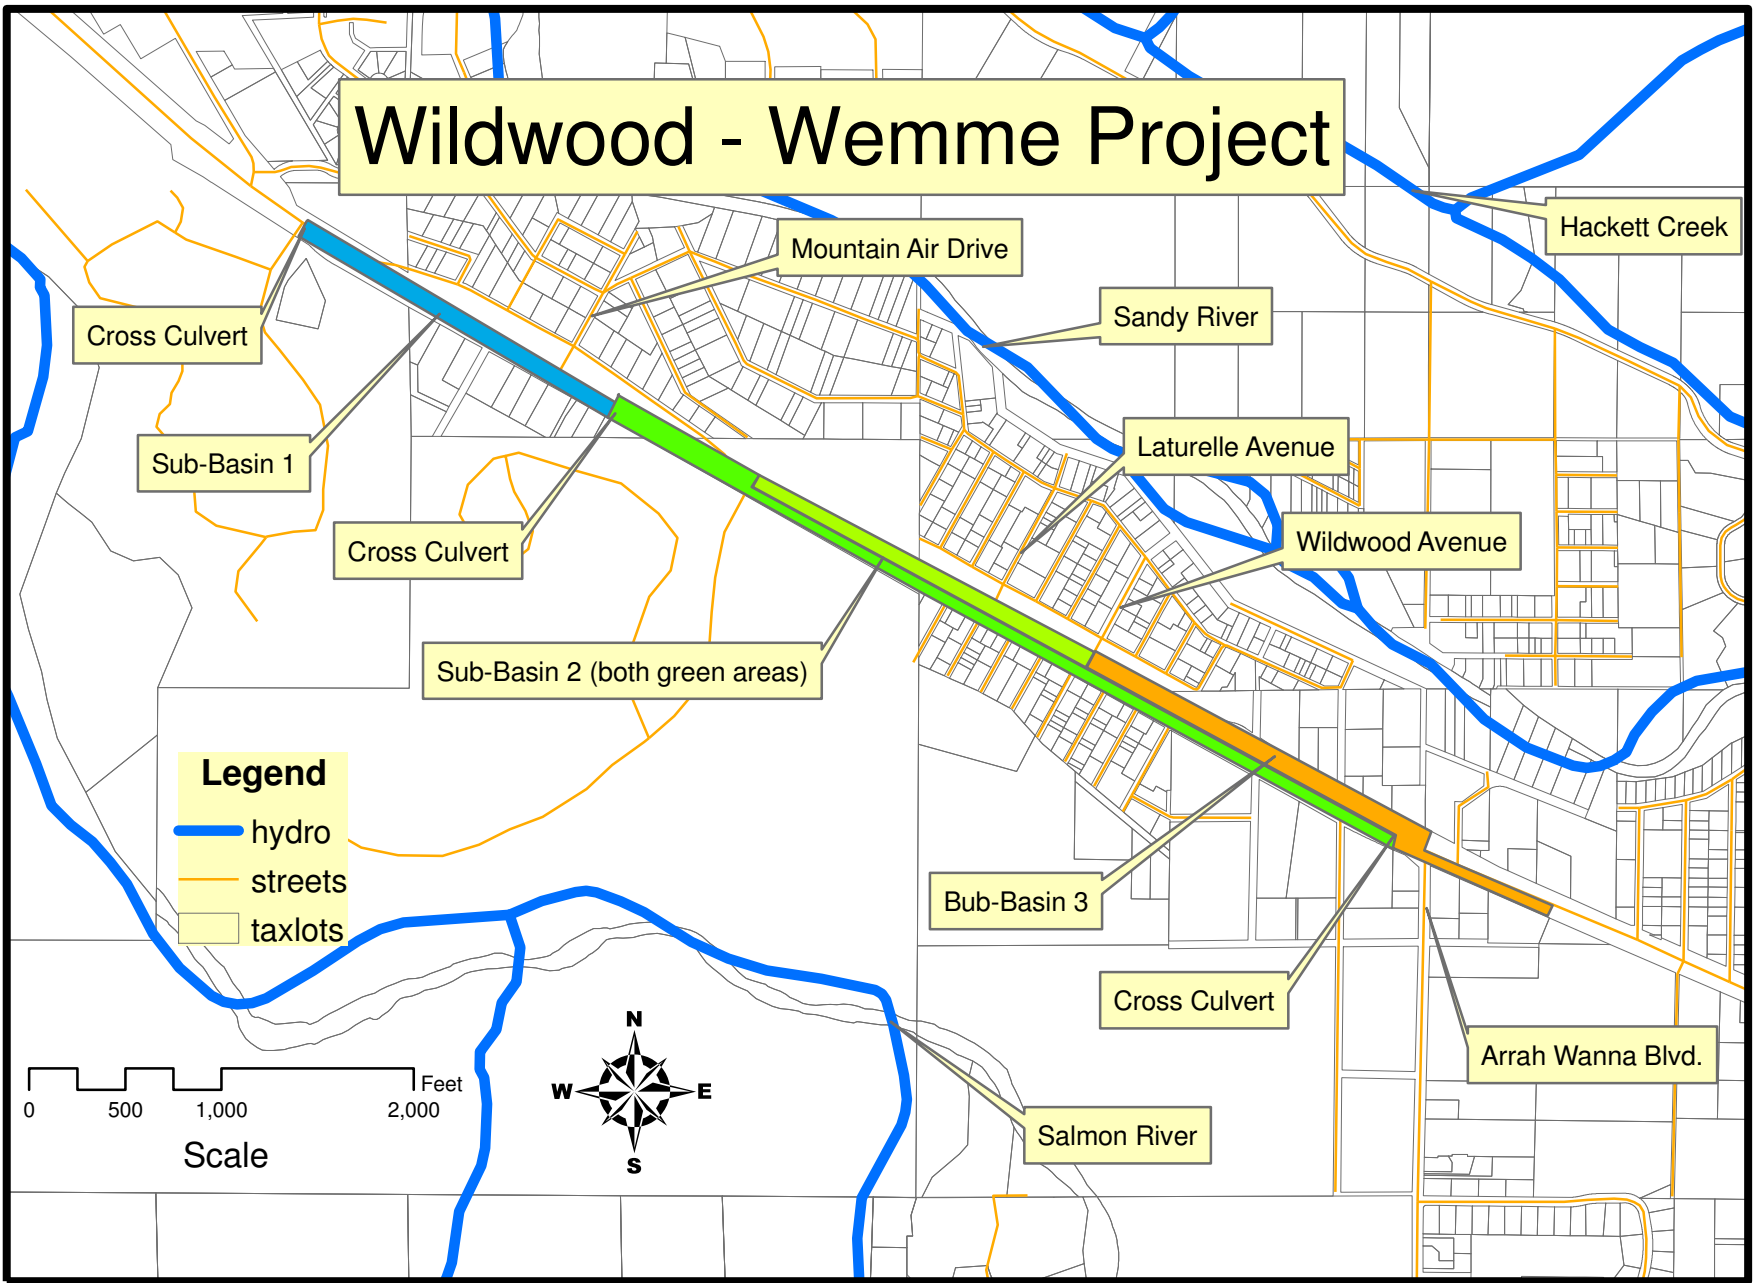 Wildwood - Wemme Project
Hackett Creek
Mountain Air Drive
Sandy River
Cross Culvert
Laturelle Avenue
Sub-Basin 1
Wildwood Avenue
Cross Culvert
Sub-Basin 2 (both green areas)
Legend
hydro
streets
taxlots
Bub-Basin 3
Cross Culvert
Arrah Wanna Blvd.
Salmon River
N
W E
S
Feet
0 500 1,000 2,000
Scale